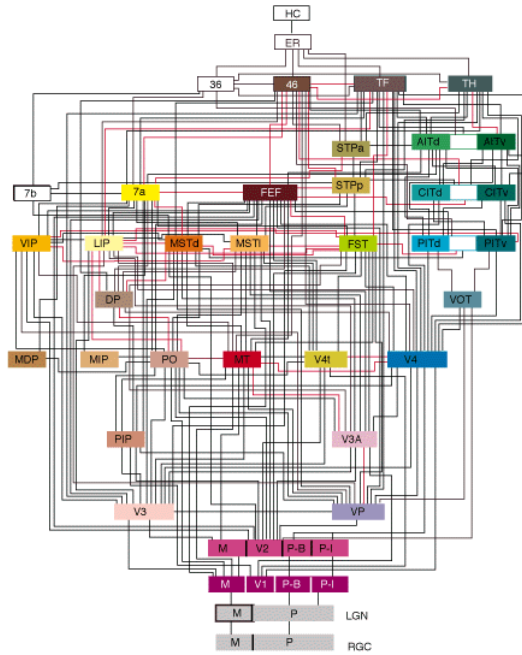 HC
ER
36 46 TF TH
STPa AITd AITv
7b 7a FEF STPp CITd CITv
VIP LIP MSTd MSTl FST PITd PITv
DP VOT
MDP MIP PO MT V4t V4
PIP V3A
V3 VP
M V2 P-B P-I
M V1 P-B P-I
M P LGN
M P RGC